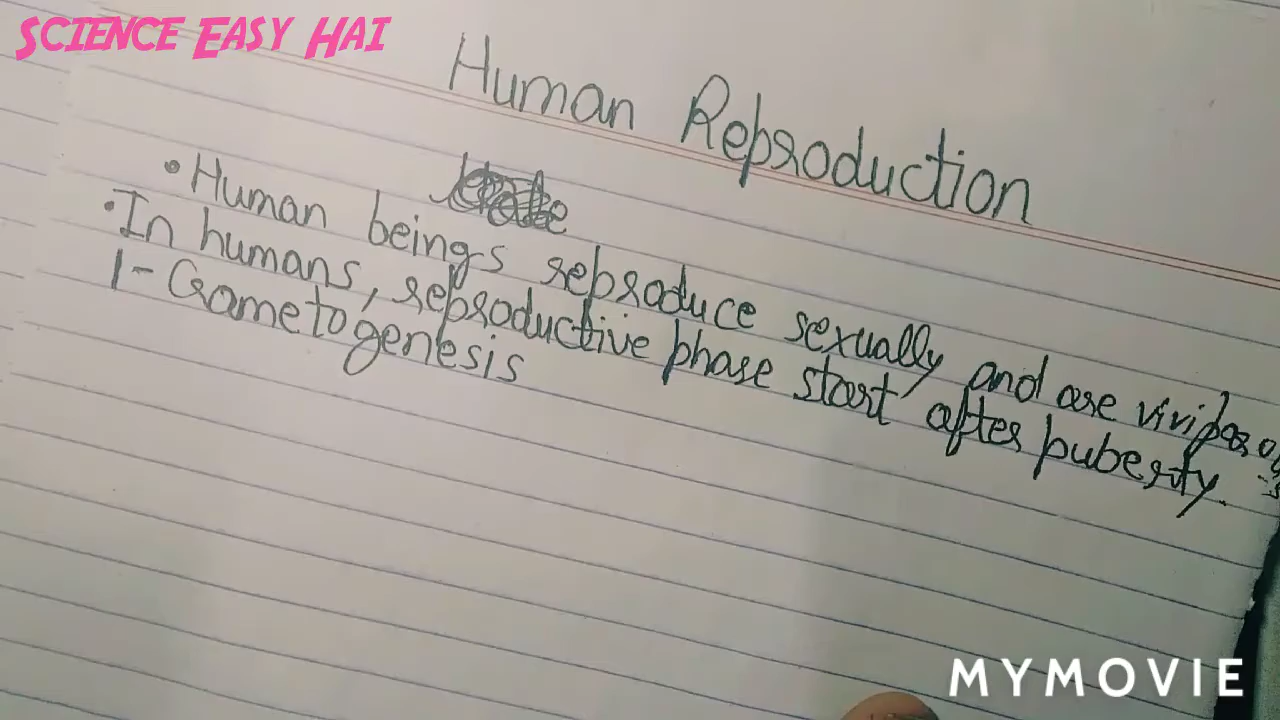 SCIENCE EASY HAI
Human Reproduction
• Human beings reproduce sexually and are
• In humans, reproductive phase start after puberty.
1- Gametogenesis
MYMOVIE